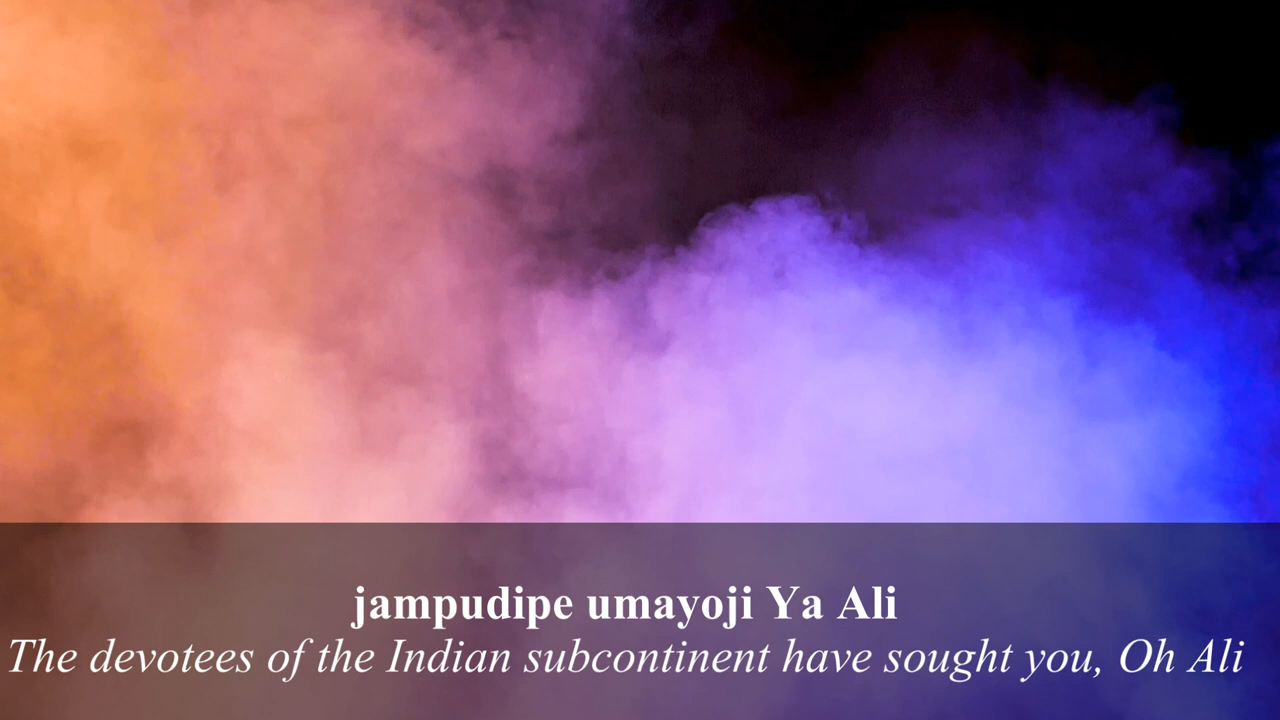 jampudipe umayoji Ya Ali
The devotees of the Indian subcontinent have sought you, Oh Ali